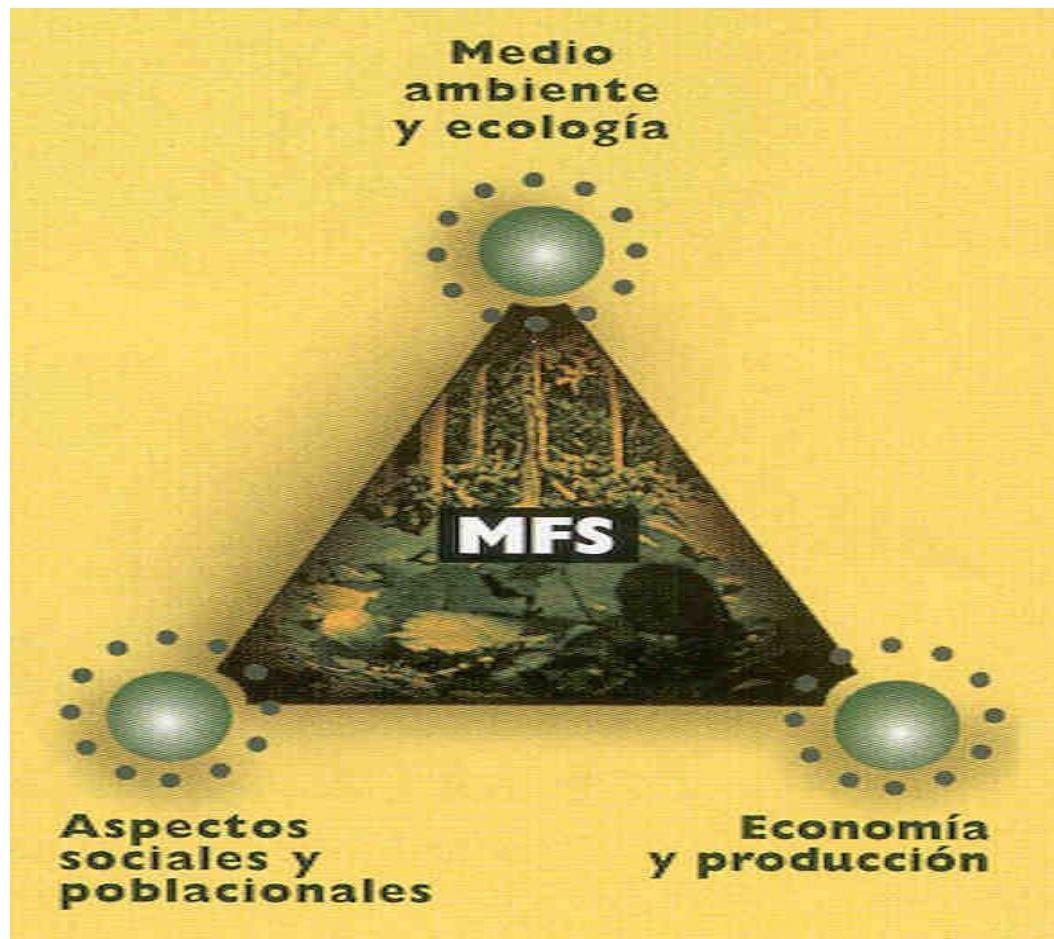 Medio
ambiente
y ecología
MFS
Aspectos
sociales y
poblacionales
Economía
y producción